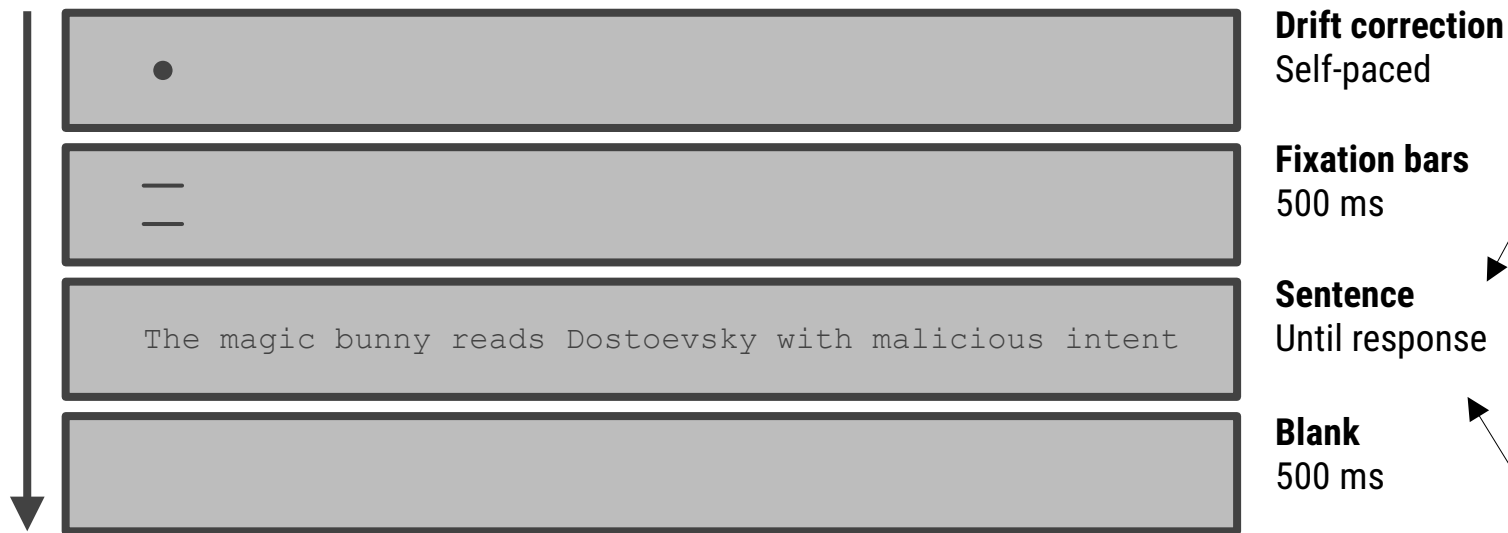 Drift correction
Self-paced
Fixation bars
500 ms
The magic bunny reads Dostoevsky with malicious intent
Sentence
Until response
Blank
500 ms